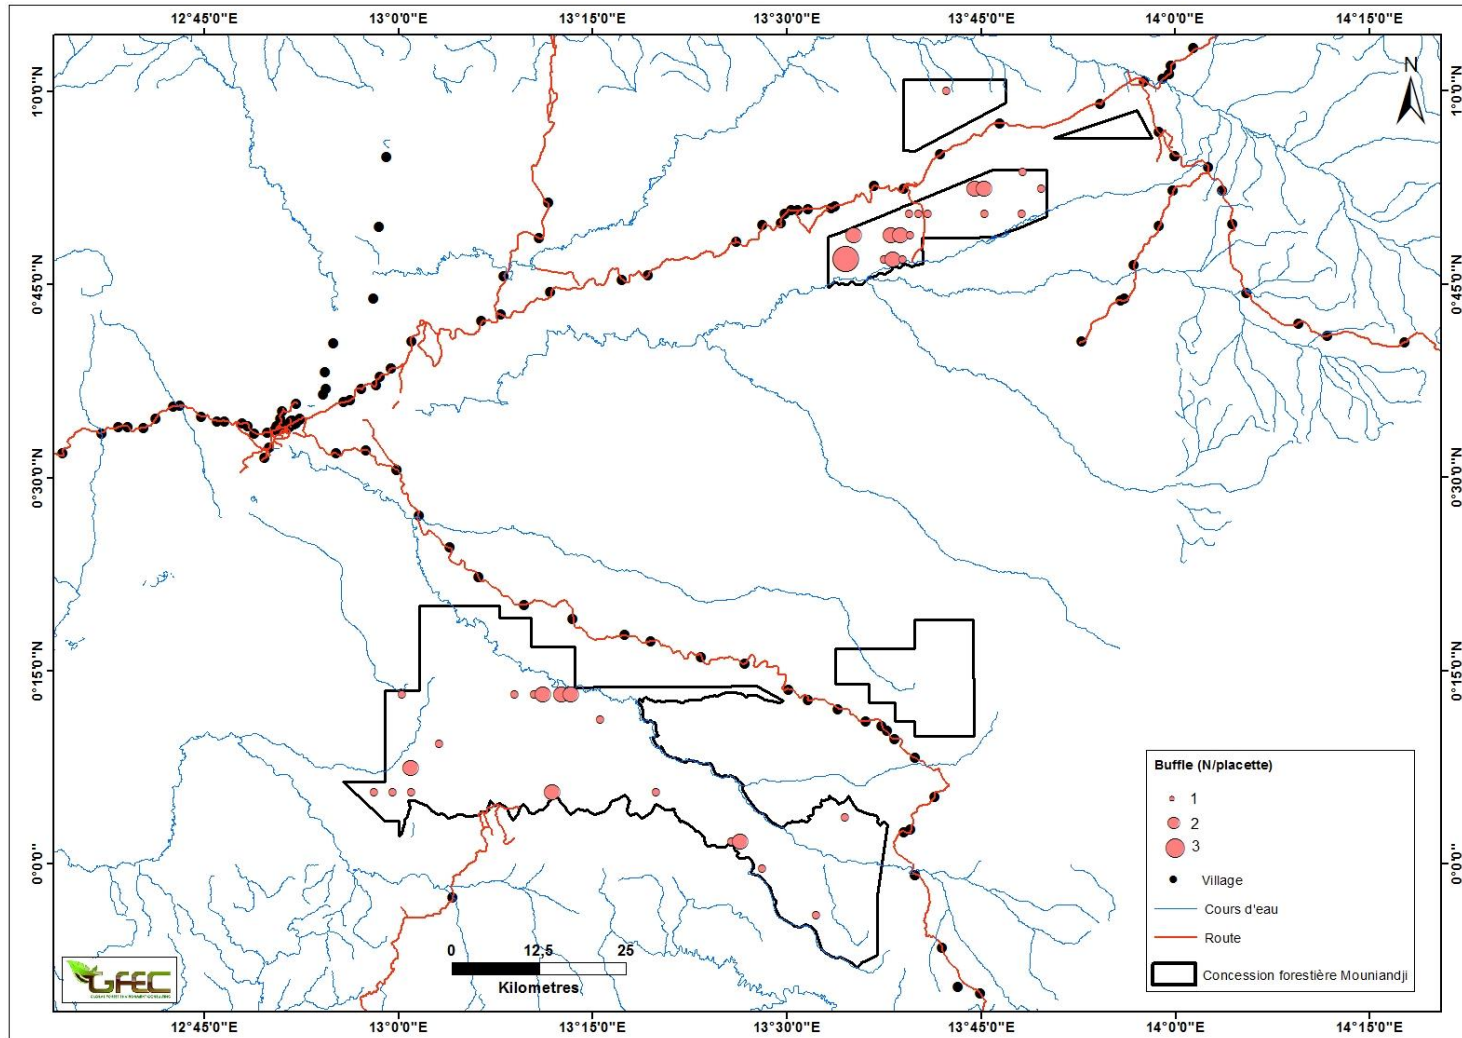 12°45'0"E 13°0'0"E 13°15'0"E 13°30'0"E 13°45'0"E 14°0'0"E 14°15'0"E
N
1°0'0"N 1°0'0"N
0°45'0"N 0°45'0"N
0°30'0"N 0°30'0"N
0°15'0"N 0°15'0"N
0°0'0" 0°0'0"
Buffle (N/placette)
1
2
3
Village
Cours d'eau
Route
Concession forestière Mouniandji
0 12,5 25
Kilometres
GFEC
12°45'0"E 13°0'0"E 13°15'0"E 13°30'0"E 13°45'0"E 14°0'0"E 14°15'0"E